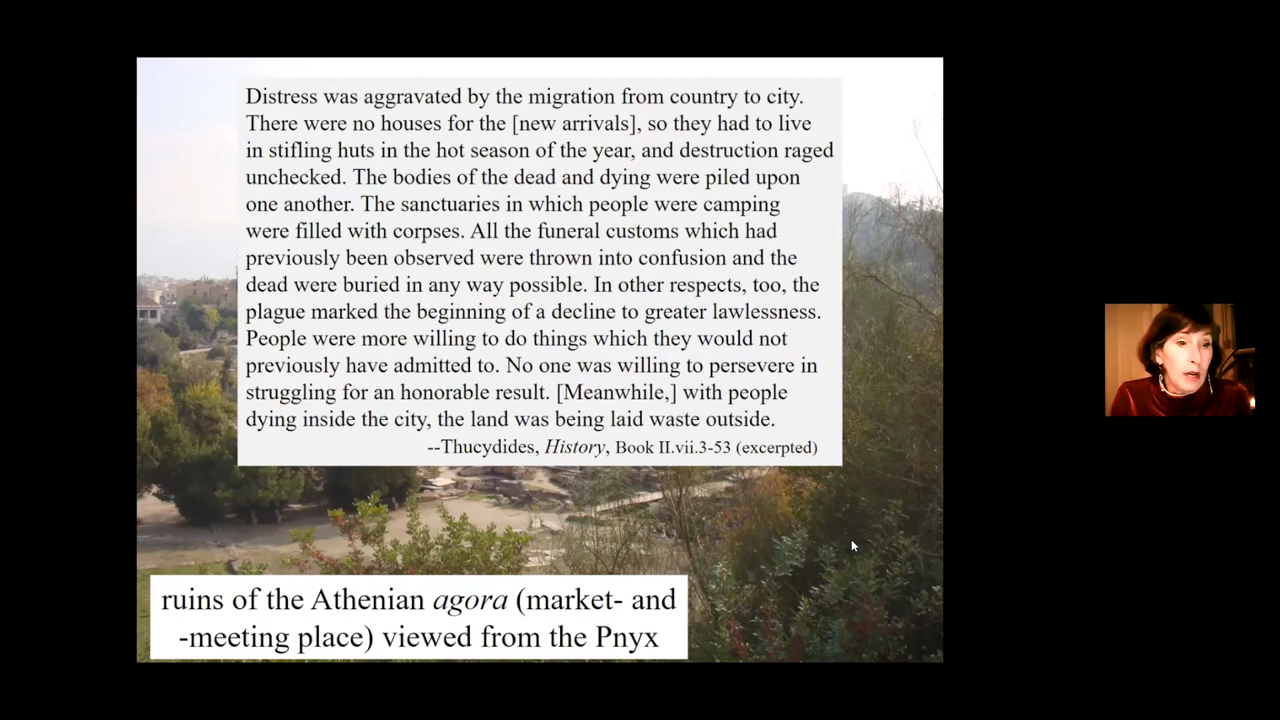 Distress was aggravated by the migration from country to city.
There were no houses for the [new arrivals], so they had to live
in stifling huts in the hot season of the year, and destruction raged
unchecked. The bodies of the dead and dying were piled upon
one another. The sanctuaries in which people were camping
were filled with corpses. All the funeral customs which had
previously been observed were thrown into confusion and the
dead were buried in any way possible. In other respects, too, the
plague marked the beginning of a decline to greater lawlessness.
People were more willing to do things which they would not
previously have admitted to. No one was willing to persevere in
struggling for an honorable result. [Meanwhile,] with people
dying inside the city, the land was being laid waste outside.
--Thucydides, History, Book II.vii.3-53 (excerpted)
ruins of the Athenian agora (market- and
-meeting place) viewed from the Pnyx